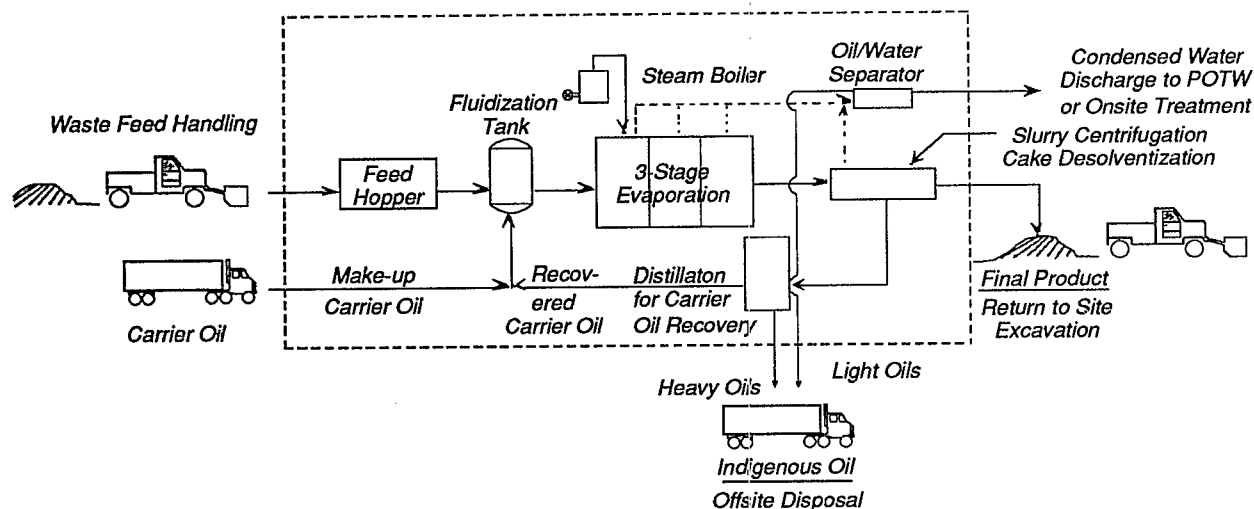 Oil/Water
Separator
Condensed Water
Discharge to POTW
or Onsite Treatment
Steam Boiler
Fluidization
Tank
Waste Feed Handling
Slurry Centrifugation
Cake Desolventization
Feed
Hopper
3-Stage
Evaporation
Make-up
Carrier Oil
Recov-
ered
Carrier Oil
Distillaton
for Carrier
Oil Recovery
Carrier Oil
Final Product
Return to Site
Excavation
Heavy Oils
Light Oils
Indigenous Oil
Offsite Disposal